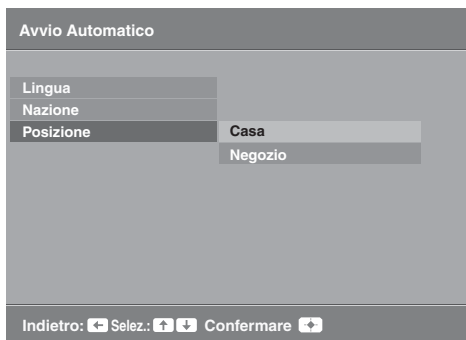 Avvio Automatico
Lingua
Nazione
Posizione Casa
Negozio
Indietro: Selez.: Confermare